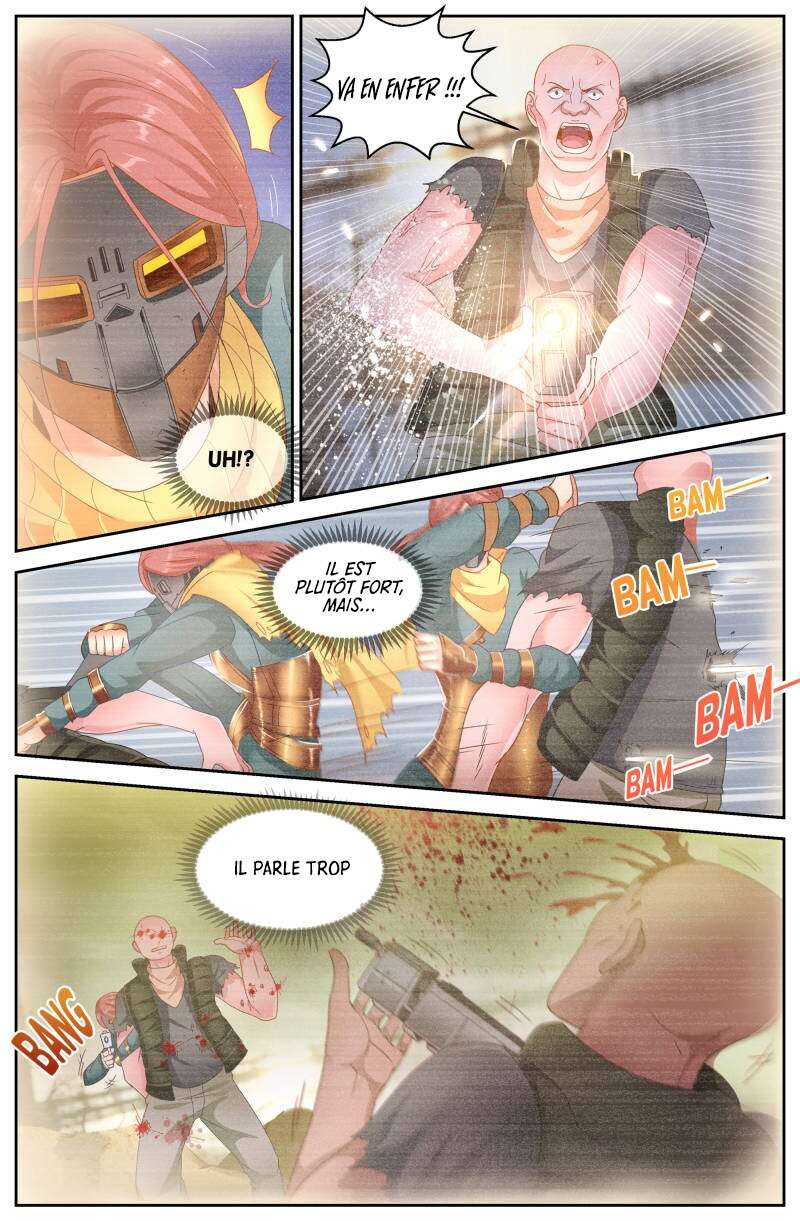 VA EN ENFER !!!
UH!?
IL EST
PLUTÔT FORT,
MAIS...
BAM
BAM
BAM
BAM
IL PARLE TROP
BANG